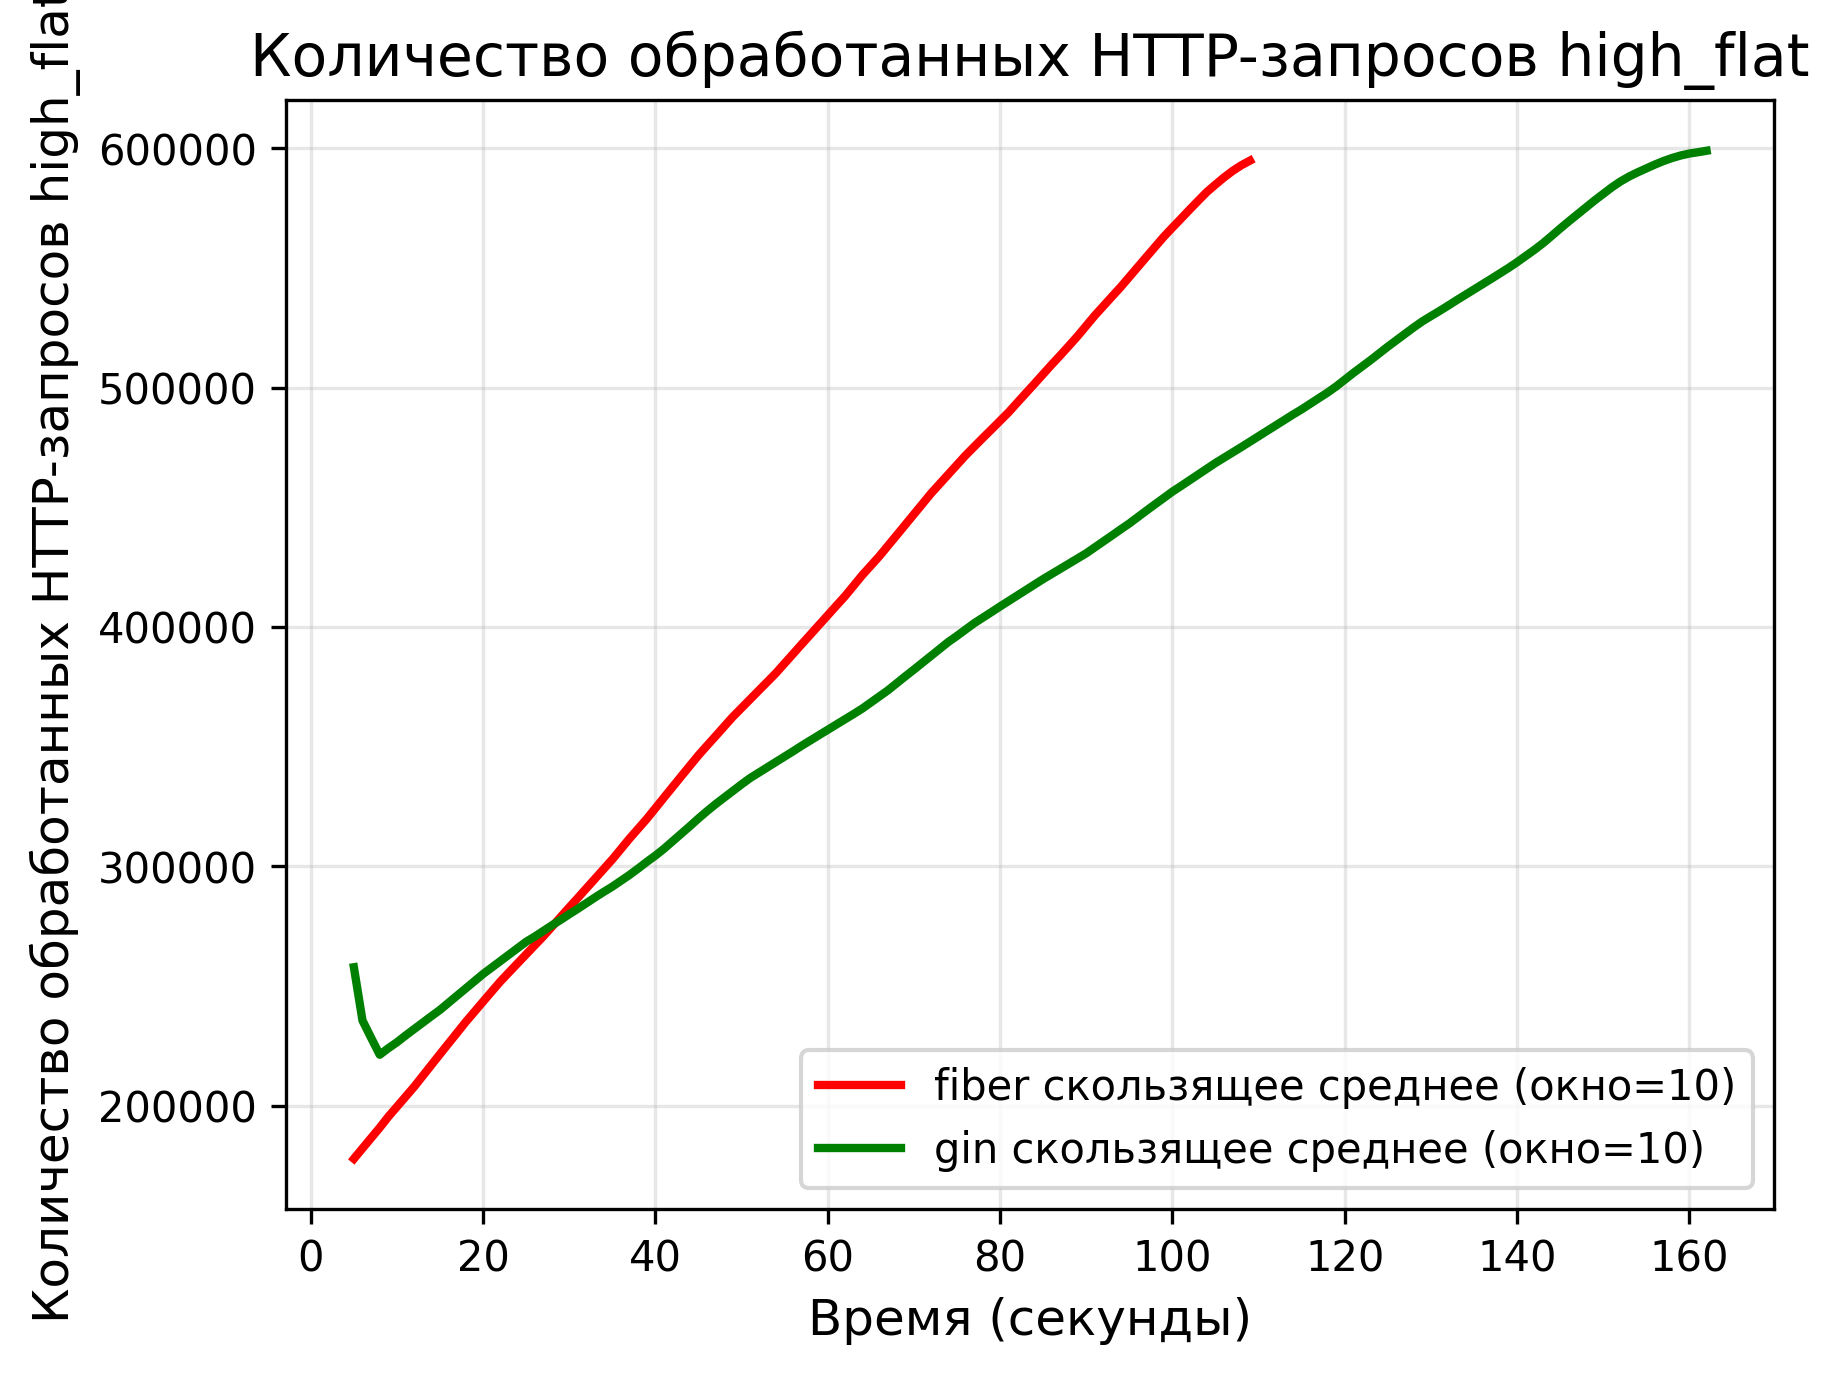 Количество обработанных HTTP-запросов high_flat
Количество обработанных HTTP-запросов high_flat
600000
500000
400000
300000
200000
fiber скользящее среднее (окно=10)
gin скользящее среднее (окно=10)
0 20 40 60 80 100 120 140 160
Время (секунды)